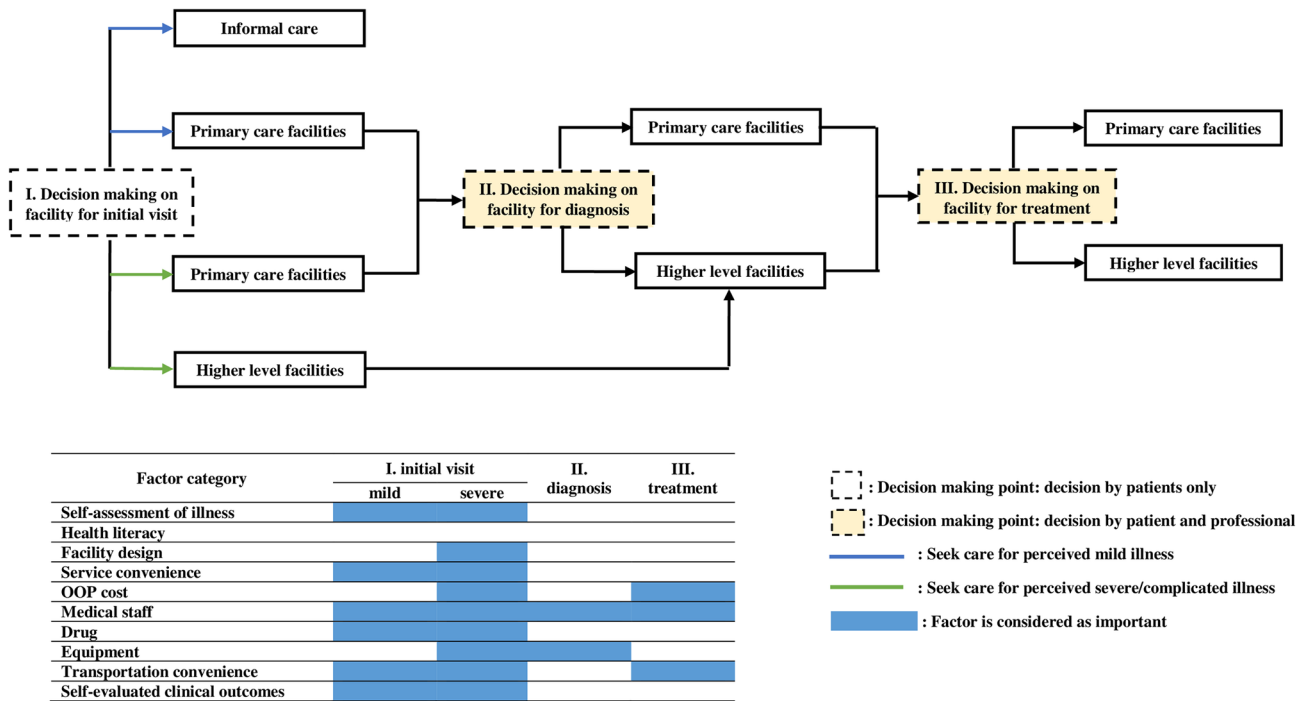 Informal care
Primary care facilities
I. Decision making on
facility for initial visit
Primary care facilities
Higher level facilities
II. Decision making on
facility for diagnosis
Primary care facilities
Higher level facilities
III. Decision making on
facility for treatment
Primary care facilities
Higher level facilities
Factor category
I. initial visit
mild
severe
II.
diagnosis
III.
treatment
Self-assessment of illness
Health literacy
Facility design
Service convenience
OOP cost
Medical staff
Drug
Equipment
Transportation convenience
Self-evaluated clinical outcomes
: Decision making point: decision by patients only
: Decision making point: decision by patient and professional
: Seek care for perceived mild illness
: Seek care for perceived severe/complicated illness
: Factor is considered as important